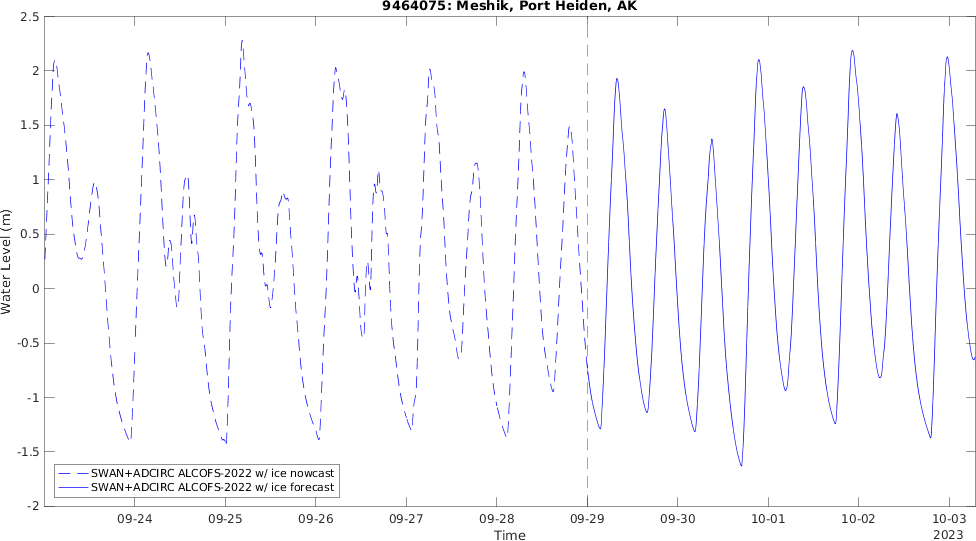 9464075: Meshik, Port Heiden, AK
2.5
2
1.5
1
0.5
0
-0.5
-1
-1.5
-2
Water Level (m)
SWAN+ADCIRC ALCOFS-2022 w/ ice nowcast
SWAN+ADCIRC ALCOFS-2022 w/ ice forecast
09-24 09-25 09-26 09-27 09-28 09-29 09-30 10-01 10-02 10-03
Time 2023